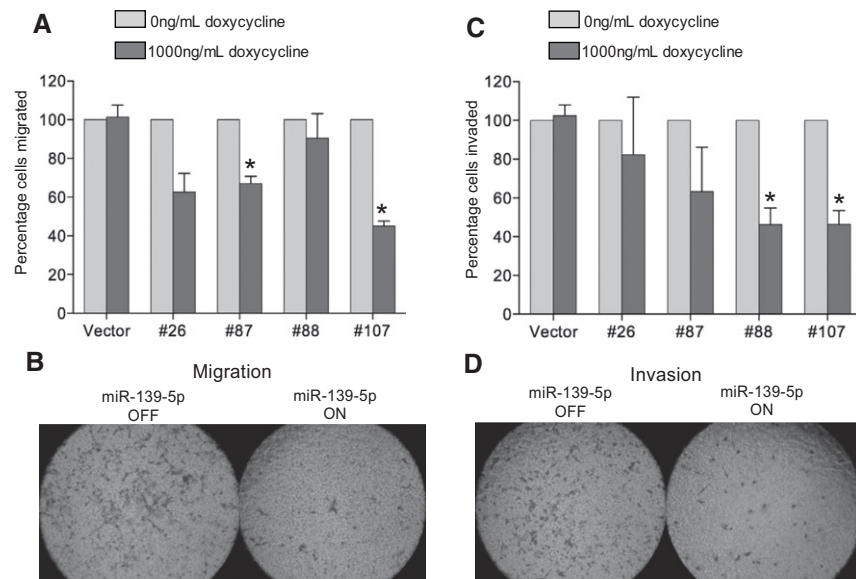 A
0ng/mL doxycycline
1000ng/mL doxycycline
Percentage cells migrated
120
100
80
60
40
20
0
*
*
Vector #26 #87 #88 #107
C
0ng/mL doxycycline
1000ng/mL doxycycline
Percentage cells invaded
120
100
80
60
40
20
0
*
*
Vector #26 #87 #88 #107
B
Migration
miR-139-5p
OFF
miR-139-5p
ON
D
Invasion
miR-139-5p
OFF
miR-139-5p
ON